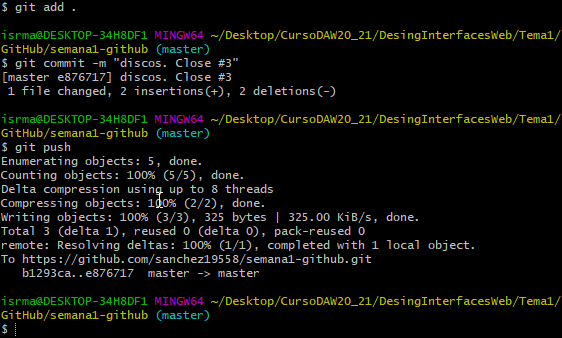 $ git add .
isrma@DESKTOP-34H8DF1 MINGW64 ~/Desktop/CursoDAW20_21/DesingInterfacesWeb/Tema1/
GitHub/semana1-github (master)
$ git commit -m "discos. Close #3"
[master e876717] discos. Close #3
 1 file changed, 2 insertions(+), 2 deletions(-)
isrma@DESKTOP-34H8DF1 MINGW64 ~/Desktop/CursoDAW20_21/DesingInterfacesWeb/Tema1/
GitHub/semana1-github (master)
$ git push
Enumerating objects: 5, done.
Counting objects: 100% (5/5), done.
Delta compression using up to 8 threads
Compressing objects: 100% (2/2), done.
Writing objects: 100% (3/3), 325 bytes | 325.00 KiB/s, done.
Total 3 (delta 1), reused 0 (delta 0), pack-reused 0
remote: Resolving deltas: 100% (1/1), completed with 1 local object.
To https://github.com/sanchez19558/semana1-github.git
   b1293ca..e876717  master -> master
isrma@DESKTOP-34H8DF1 MINGW64 ~/Desktop/CursoDAW20_21/DesingInterfacesWeb/Tema1/
GitHub/semana1-github (master)
$